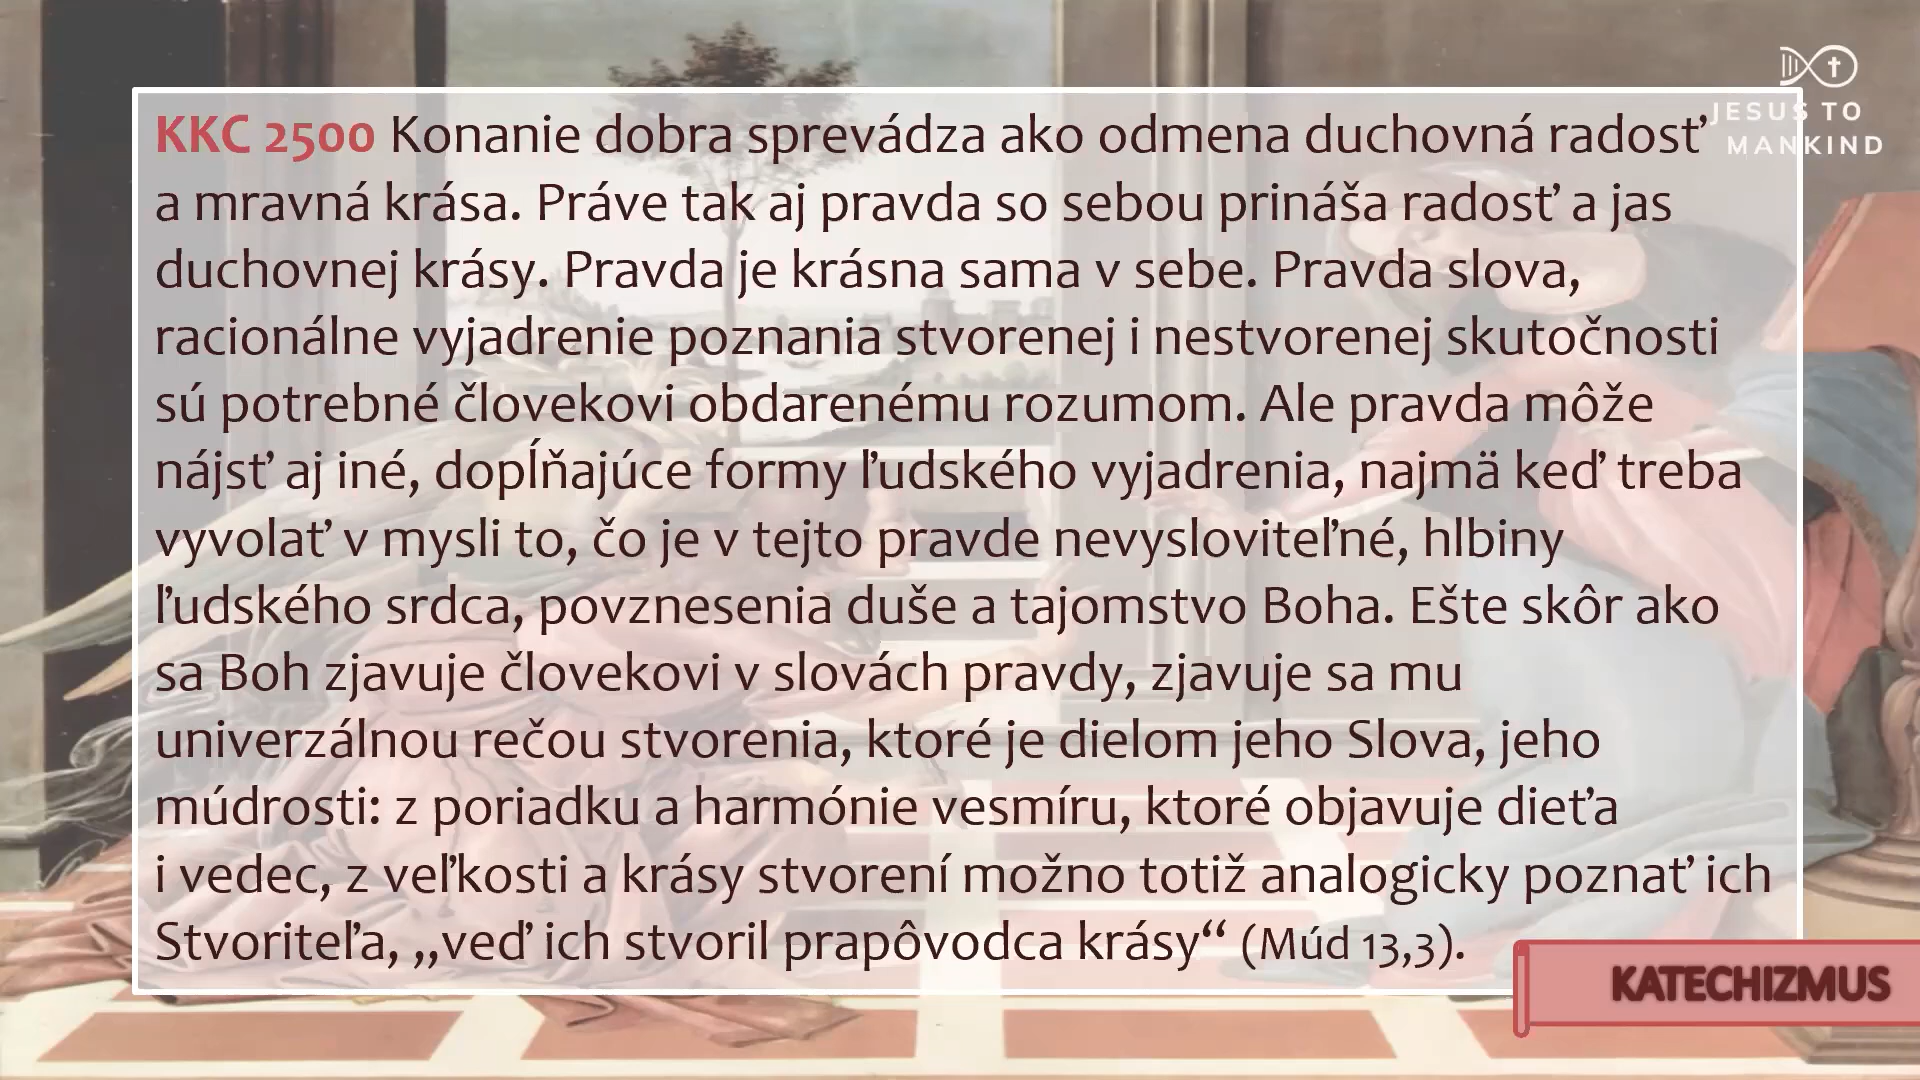 KKC 2500 Konanie dobra sprevádza ako odmena duchovná radosť
a mravná krása. Práve tak aj pravda so sebou prináša radosť a jas
duchovnej krásy. Pravda je krásna sama v sebe. Pravda slova,
racionálne vyjadrenie poznania stvorenej i nestvorenej skutočnosti
sú potrebné človekovi obdarenému rozumom. Ale pravda môže
nájsť aj iné, dopĺňajúce formy ľudského vyjadrenia, najmä keď treba
vyvolať v mysli to, čo je v tejto pravde nevysloviteľné, hlbiny
ľudského srdca, povznesenia duše a tajomstvo Boha. Ešte skôr ako
sa Boh zjavuje človekovi v slovách pravdy, zjavuje sa mu
univerzálnou rečou stvorenia, ktoré je dielom jeho Slova, jeho
múdrosti: z poriadku a harmónie vesmíru, ktoré objavuje dieťa
i vedec, z veľkosti a krásy stvorení možno totiž analogicky poznať ich
Stvoriteľa, „veď ich stvoril prapôvodca krásy“ (Múd 13,3).
JESUS TO
MANKIND
KATECHIZMUS